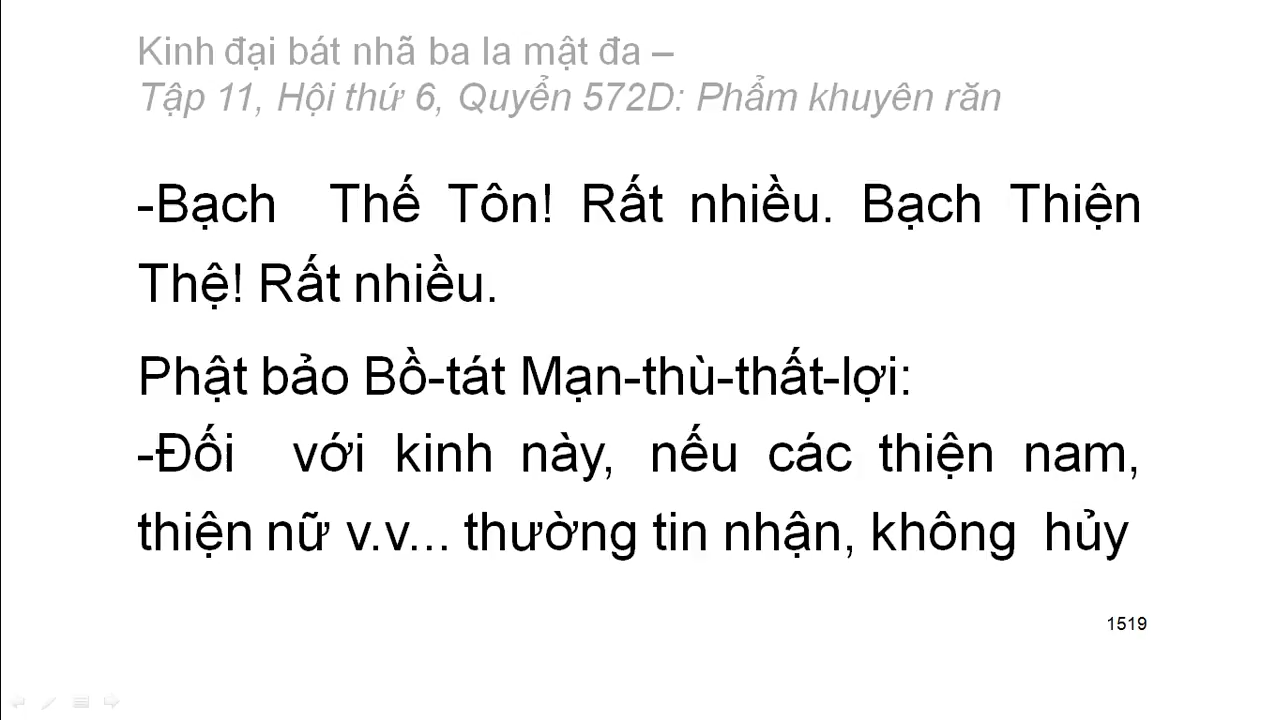 Kinh đại bát nhã ba la mật đa –
Tập 11, Hội thứ 6, Quyển 572D: Phẩm khuyên răn
-Bạch Thế Tôn! Rất nhiều. Bạch Thiện
Thệ! Rất nhiều.
Phật bảo Bồ-tát Mạn-thù-thất-lợi:
-Đối với kinh này, nếu các thiện nam,
thiện nữ v.v... thường tin nhận, không hủy
1519